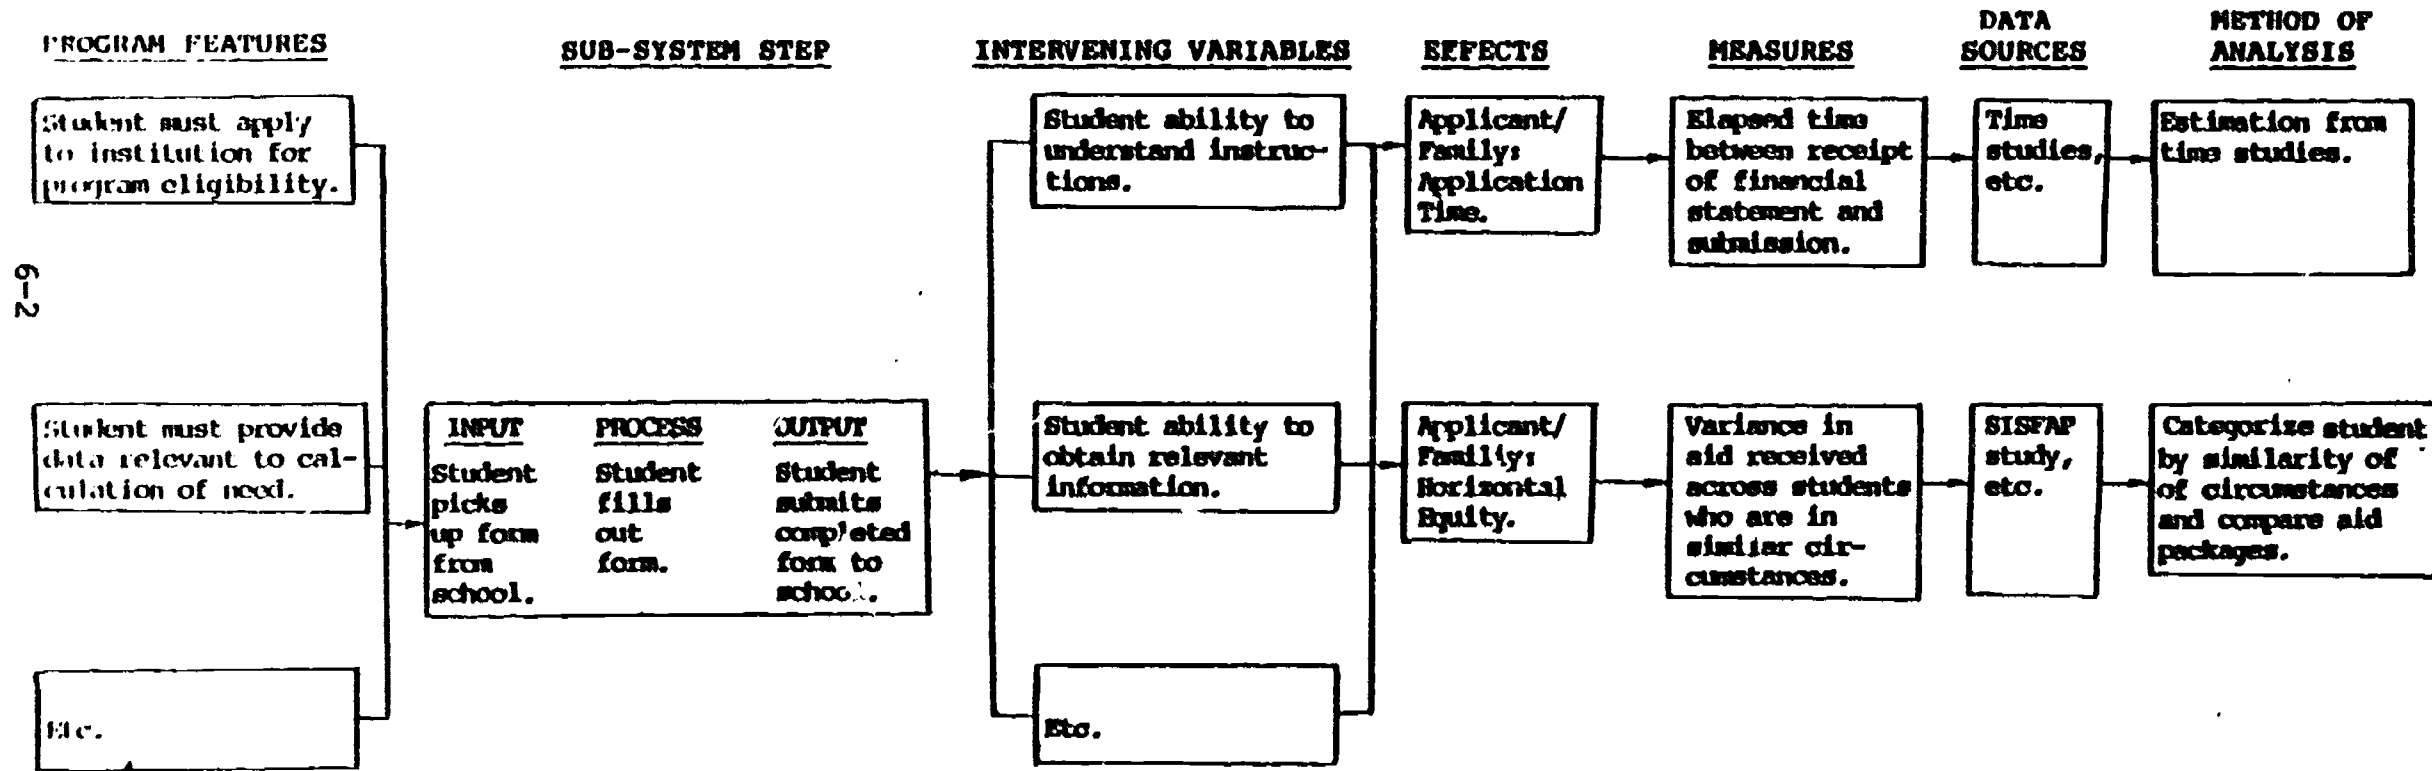 PROGRAM FEATURES
SUB-SYSTEM STEP
INTERVENING VARIABLES
EFFECTS
MEASURES
DATA
SOURCES
METHOD OF
ANALYSIS
Student must apply
to institution for
program eligibility.
Student must provide
data relevant to cal-
culation of need.
Etc.
INPUT
Student
picks
up form
from
school.
PROCESS
Student
fills
out
form.
OUTPUT
Student
submits
completed
form to
school.
Student ability to
understand instruc-
tions.
Student ability to
obtain relevant
information.
Etc.
Applicant/
Family:
Application
Time.
Elapsed time
between receipt
of financial
statement and
submission.
Time
studies,
etc.
Estimation from
time studies.
Applicant/
Family:
Horizontal
Equity.
Variance in
aid received
across students
who are in
similar cir-
cumstances.
SISFAP
study,
etc.
Categorize student
by similarity of
of circumstances
and compare aid
packages.
6-2